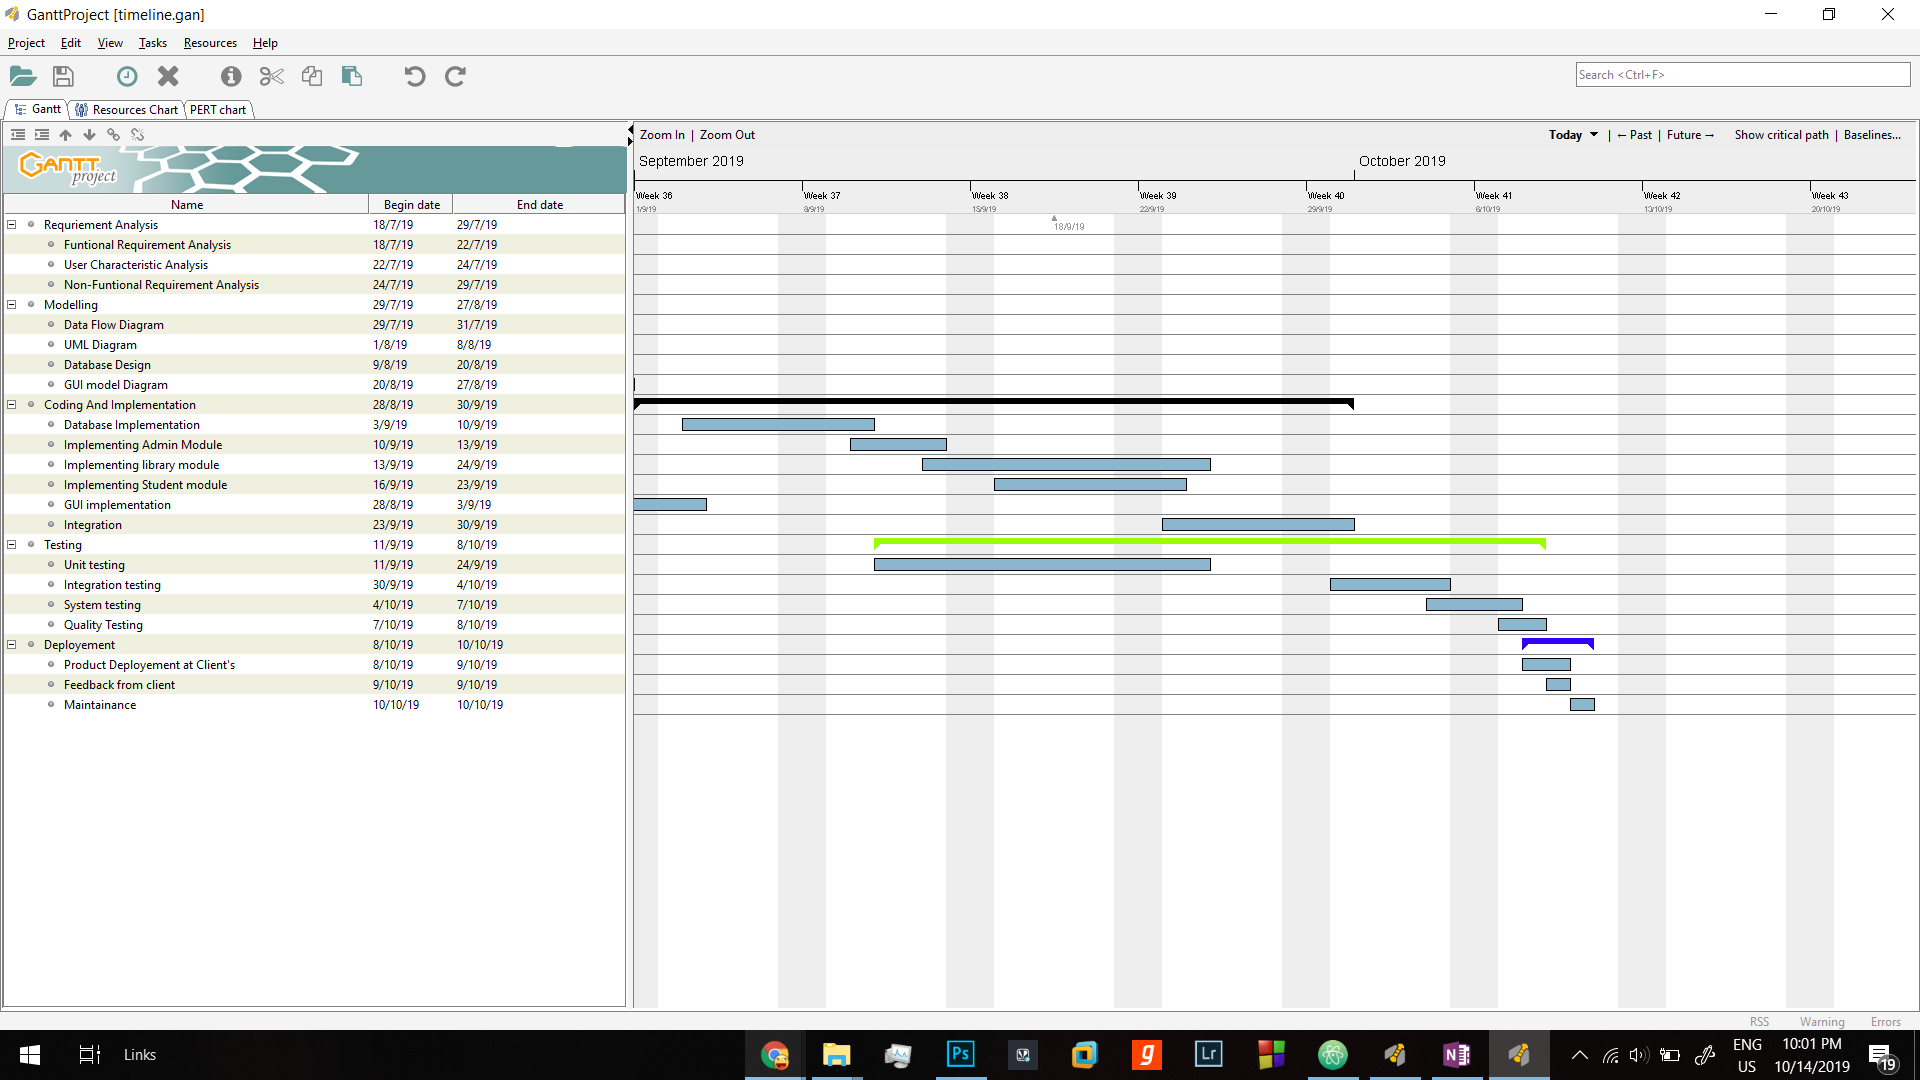 GanttProject [timeline.gan]
Project Edit View Tasks Resources Help
Search <Ctrl+F>
Gantt Resources Chart PERT chart
Zoom In | Zoom Out Today | ← Past | Future → Show critical path | Baselines...
GANTT project
September 2019 October 2019
Week 36 Week 37 Week 38 Week 39 Week 40 Week 41 Week 42 Week 43
1/9/19 8/9/19 15/9/19 22/9/19 29/9/19 6/10/19 13/10/19 20/10/19
18/9/19
Name Begin date End date
Requriement Analysis 18/7/19 29/7/19
Funtional Requirement Analysis 18/7/19 22/7/19
User Characteristic Analysis 22/7/19 24/7/19
Non-Funtional Requirement Analysis 24/7/19 29/7/19
Modelling 29/7/19 27/8/19
Data Flow Diagram 29/7/19 31/7/19
UML Diagram 1/8/19 8/8/19
Database Design 9/8/19 20/8/19
GUI model Diagram 20/8/19 27/8/19
Coding And Implementation 28/8/19 30/9/19
Database Implementation 3/9/19 10/9/19
Implementing Admin Module 10/9/19 13/9/19
Implementing library module 13/9/19 24/9/19
Implementing Student module 16/9/19 23/9/19
GUI implementation 28/8/19 3/9/19
Integration 23/9/19 30/9/19
Testing 11/9/19 8/10/19
Unit testing 11/9/19 24/9/19
Integration testing 30/9/19 4/10/19
System testing 4/10/19 7/10/19
Quality Testing 7/10/19 8/10/19
Deployement 8/10/19 10/10/19
Product Deployement at Client's 8/10/19 9/10/19
Feedback from client 9/10/19 9/10/19
Maintainance 10/10/19 10/10/19
RSS Warning Errors
Links Ps g Lr N ENG 10:01 PM
US 10/14/2019 19